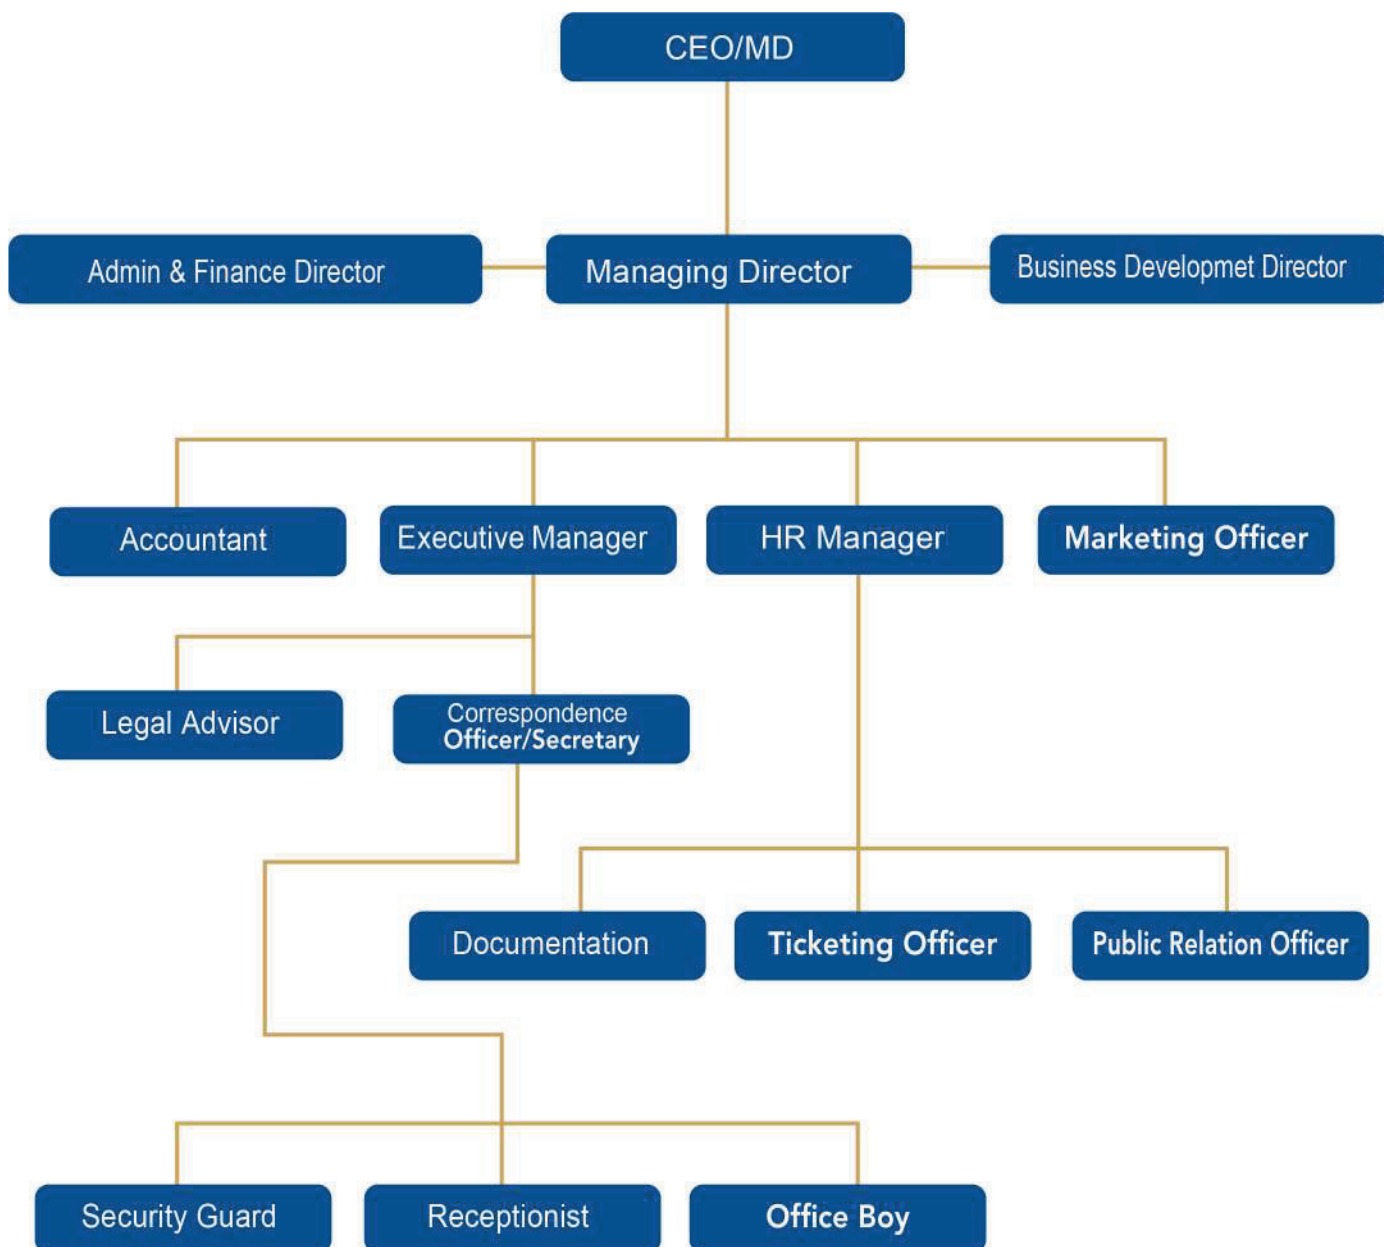 CEO/MD
Admin & Finance Director
Managing Director
Business Developmet Director
Accountant
Executive Manager
HR Manager
Marketing Officer
Legal Advisor
Correspondence
Officer/Secretary
Documentation
Ticketing Officer
Public Relation Officer
Security Guard
Receptionist
Office Boy